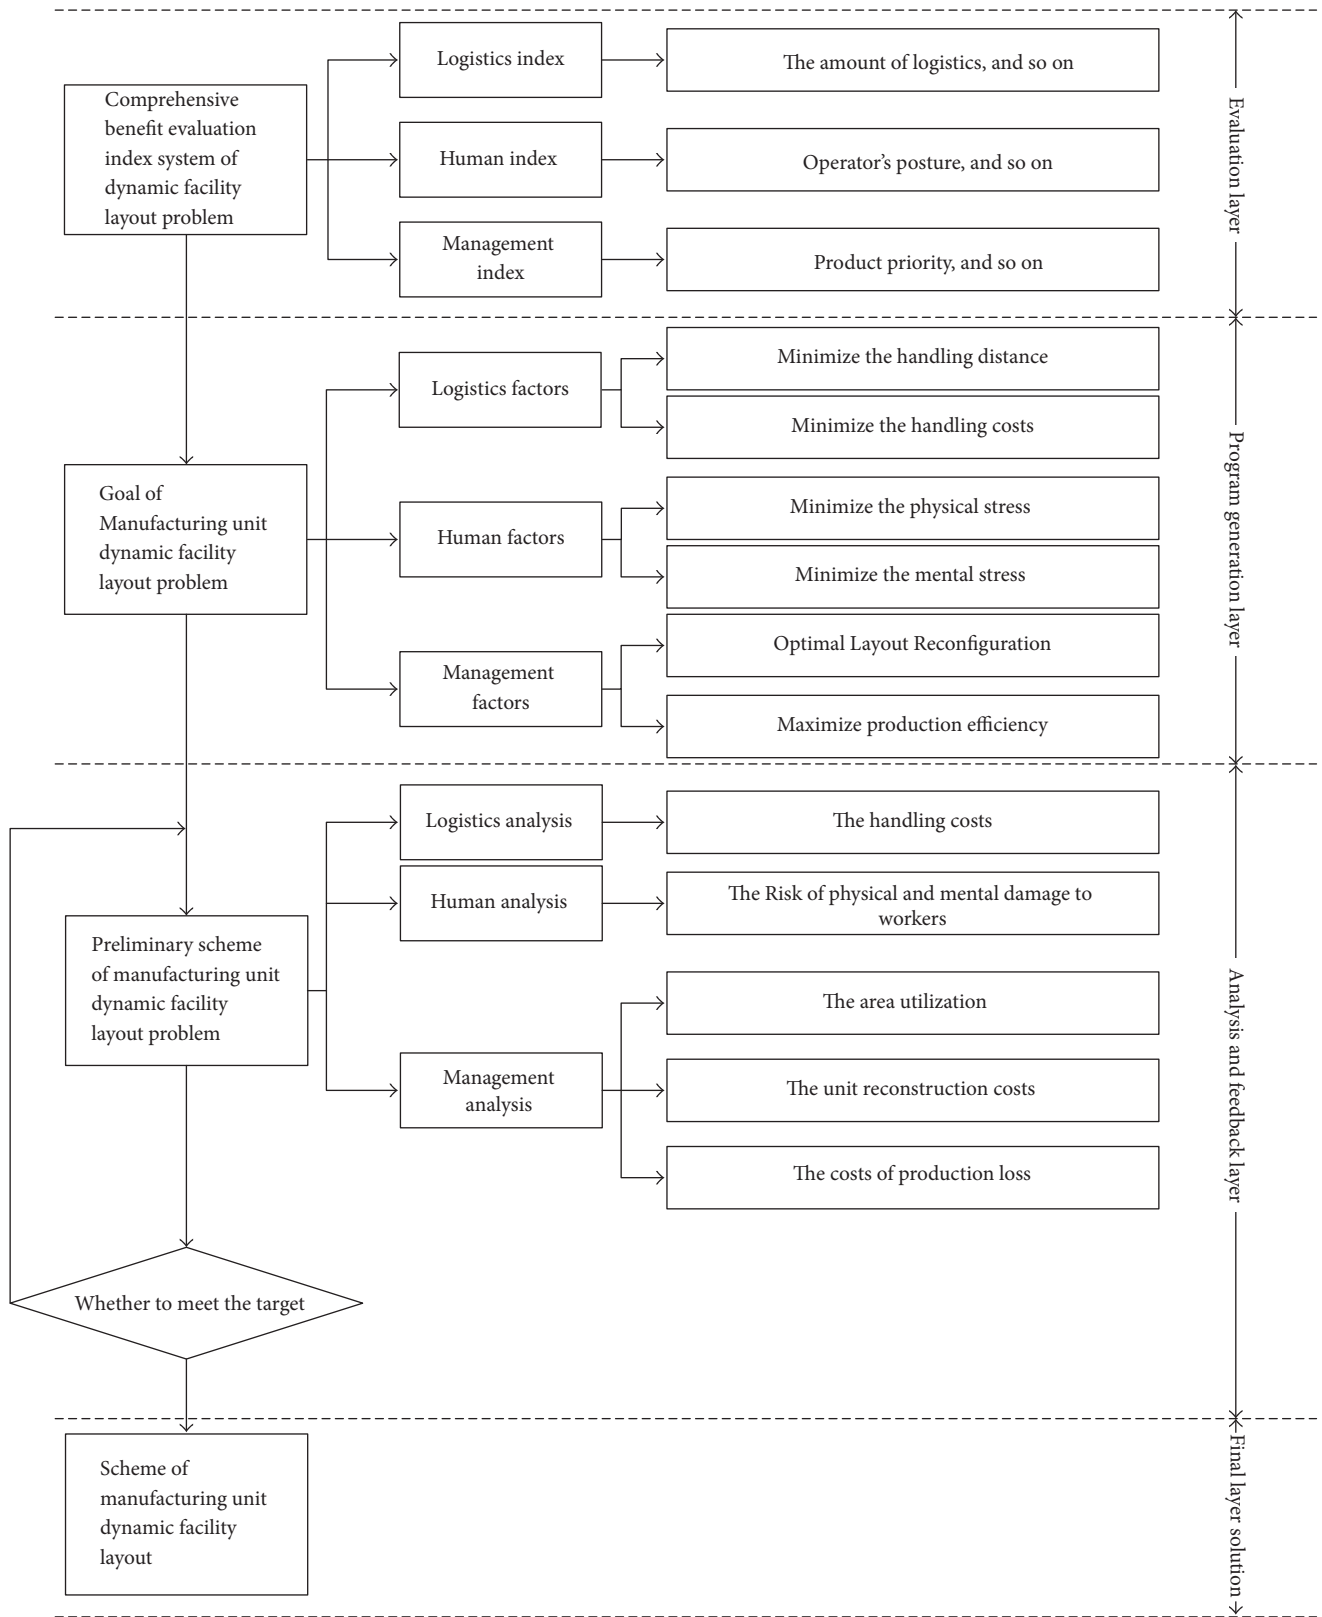 Comprehensive
benefit evaluation
index system of
dynamic facility
layout problem
Logistics index
The amount of logistics, and so on
Human index
Operator's posture, and so on
Management
index
Product priority, and so on
Evaluation layer
Goal of
Manufacturing unit
dynamic facility
layout problem
Logistics factors
Minimize the handling distance
Minimize the handling costs
Human factors
Minimize the physical stress
Minimize the mental stress
Management
factors
Optimal Layout Reconfiguration
Maximize production efficiency
Program generation layer
Preliminary scheme
of manufacturing unit
dynamic facility
layout problem
Logistics analysis
The handling costs
Human analysis
The Risk of physical and mental damage to
workers
Management
analysis
The area utilization
The unit reconstruction costs
The costs of production loss
Analysis and feedback layer
Whether to meet the target
Scheme of
manufacturing unit
dynamic facility
layout
Final layer solution